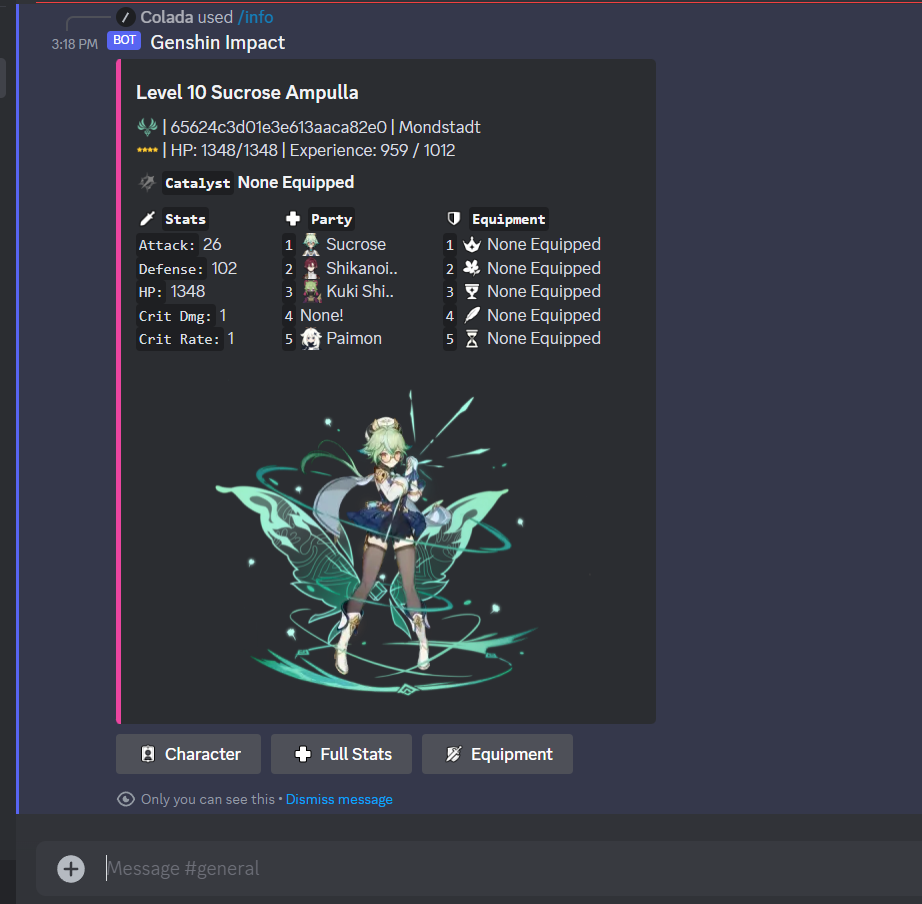 Colada used /info
3:18 PM BOT Genshin Impact
Level 10 Sucrose Ampulla
| 65624c3d01e3e613aaca82e0 | Mondstadt
| HP: 1348/1348 | Experience: 959 / 1012
Catalyst None Equipped
Stats Party Equipment
Attack: 26 1 Sucrose 1 None Equipped
Defense: 102 2 Shikanoi.. 2 None Equipped
HP: 1348 3 Kuki Shi.. 3 None Equipped
Crit Dmg: 1 4 None! 4 None Equipped
Crit Rate: 1 5 Paimon 5 None Equipped
Character Full Stats Equipment
Only you can see this • Dismiss message
Message #general